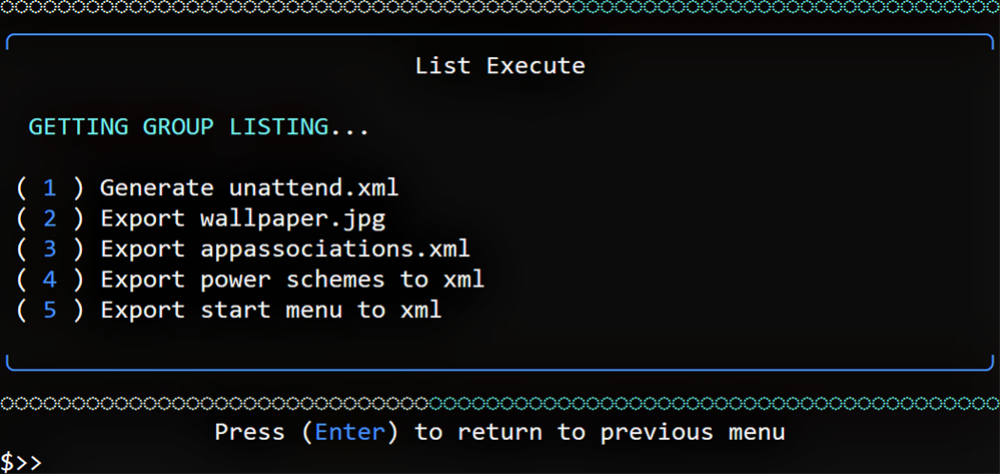 List Execute
GETTING GROUP LISTING...
( 1 ) Generate unattend.xml
( 2 ) Export wallpaper.jpg
( 3 ) Export appassociations.xml
( 4 ) Export power schemes to xml
( 5 ) Export start menu to xml
Press (Enter) to return to previous menu
$>>